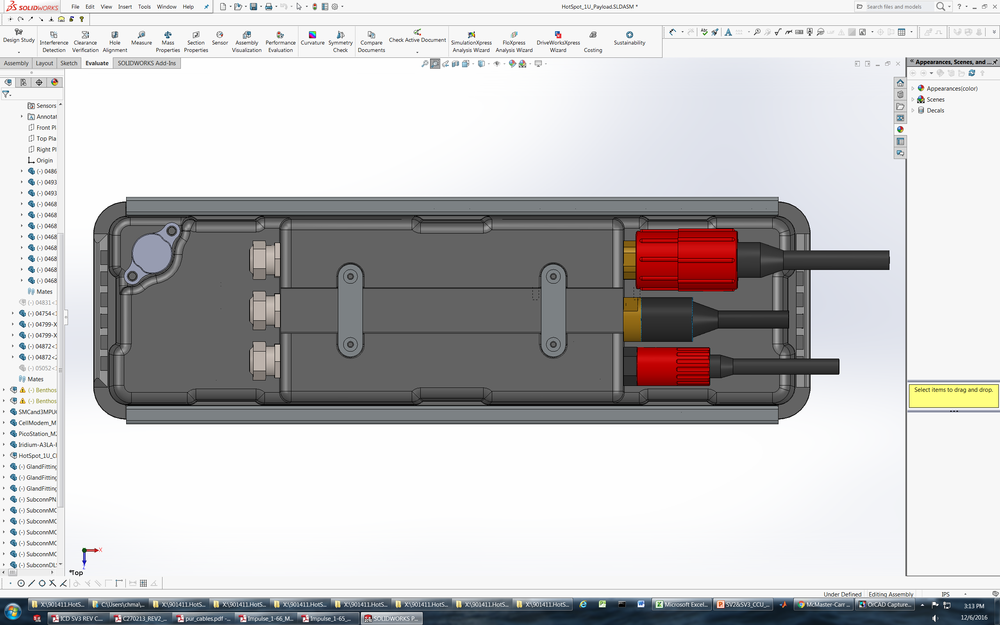 SOLIDWORKS
File Edit View Insert Tools Window Help
HotSpot_1U_Payload.SLDASM *
Search files and models
Design Study
Interference Detection
Clearance Verification
Hole Alignment
Measure
Mass Properties
Section Properties
Sensor
Assembly Visualization
Performance Evaluation
Curvature
Symmetry Check
Compare Documents
Check Active Document
SimulationXpress Analysis Wizard
FloXpress Analysis Wizard
DriveWorksXpress Wizard
Costing
Sustainability
Assembly Layout Sketch Evaluate SOLIDWORKS Add-Ins
Appearances, Scenes, and ...
Appearances(color)
Scenes
Decals
Sensors
Annotat
Front Pl
Top Pla
Right Pl
Origin
(-) 0486
(-) 0493
(-) 0493
(-) 0468
(-) 0468
(-) 0468
(-) 0468
(-) 0468
(-) 0468
(-) 0468
(-) 0468
Mates
(-) 04831<1
(-) 04754<1
(-) 04799-X
(-) 04799-X
(-) 04872<1
(-) 04872<2
(-) 05052<1
Mates
(-) Benthos
(-) Benthos
SMCand3MPU
CellModem_M
PicoStation_M2
Iridium-A3LA-
HotSpot_1U_C
(-) GlandFitting
(-) GlandFitting
(-) GlandFitting
(-) SubconnPN
(-) SubconnMC
(-) SubconnMC
(-) SubconnMC
(-) SubconnMC
(-) SubconnMC
(-) SubconnDL
Select items to drag and drop.
X
Z
*Top
Under Defined Editing Assembly IPS
X:\901411.HotS... C:\Users\chma\... X:\901411.HotS... X:\901411.HotS... X:\901411.HotS... X:\901411.HotS... X:\901411.HotS... X:\901411.HotS... X:\901411.HotS... Microsoft Excel... SV2&SV3_CCU_... McMaster-Carr ... OrCAD Capture... 3:13 PM
ICD SV3 REV C.... C270213_REV2_... pur_cables.pdf -... Impulse_1-66_M... Impulse_1-65_... SOLIDWORKS P... 12/6/2016